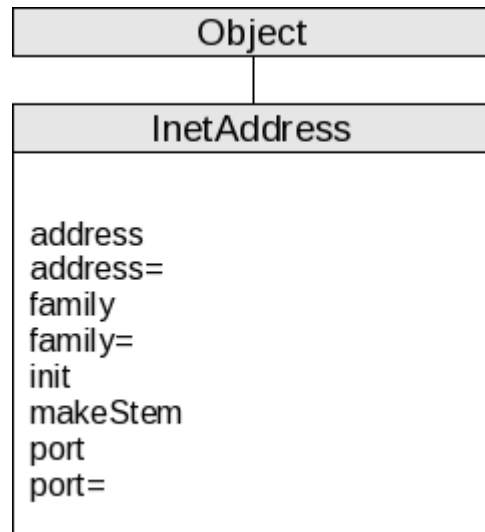 Object
InetAddress
address
address=
family
family=
init
makeStem
port
port=